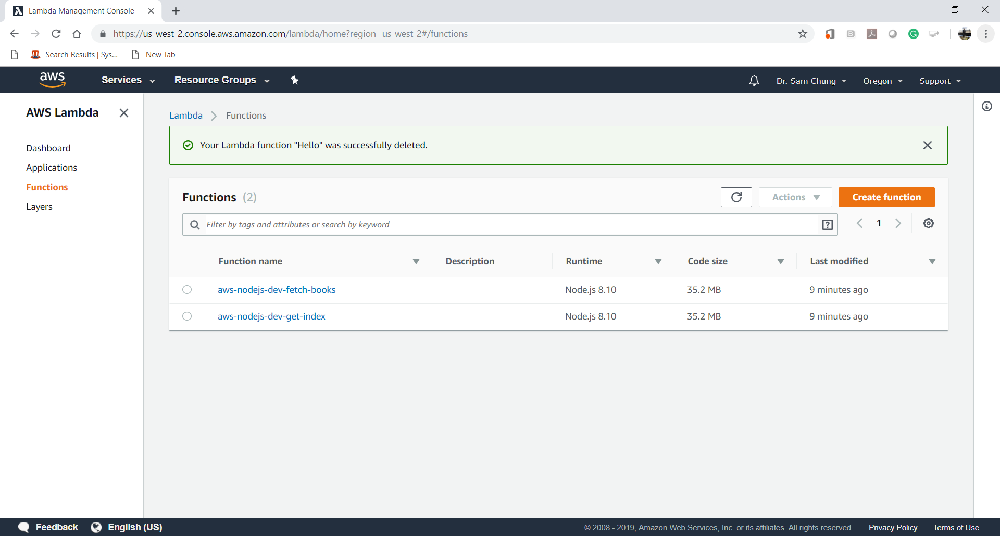 Lambda Management Console
https://us-west-2.console.aws.amazon.com/lambda/home?region=us-west-2#/functions
Search Results | Sys... New Tab
aws Services Resource Groups Dr. Sam Chung Oregon Support
AWS Lambda
Dashboard
Applications
Functions
Layers
Lambda Functions
Your Lambda function "Hello" was successfully deleted.
Functions (2) Actions Create function
Filter by tags and attributes or search by keyword ? 1
Function name Description Runtime Code size Last modified
aws-nodejs-dev-fetch-books Node.js 8.10 35.2 MB 9 minutes ago
aws-nodejs-dev-get-index Node.js 8.10 35.2 MB 9 minutes ago
Feedback English (US) © 2008 - 2019, Amazon Web Services, Inc. or its affiliates. All rights reserved. Privacy Policy Terms of Use